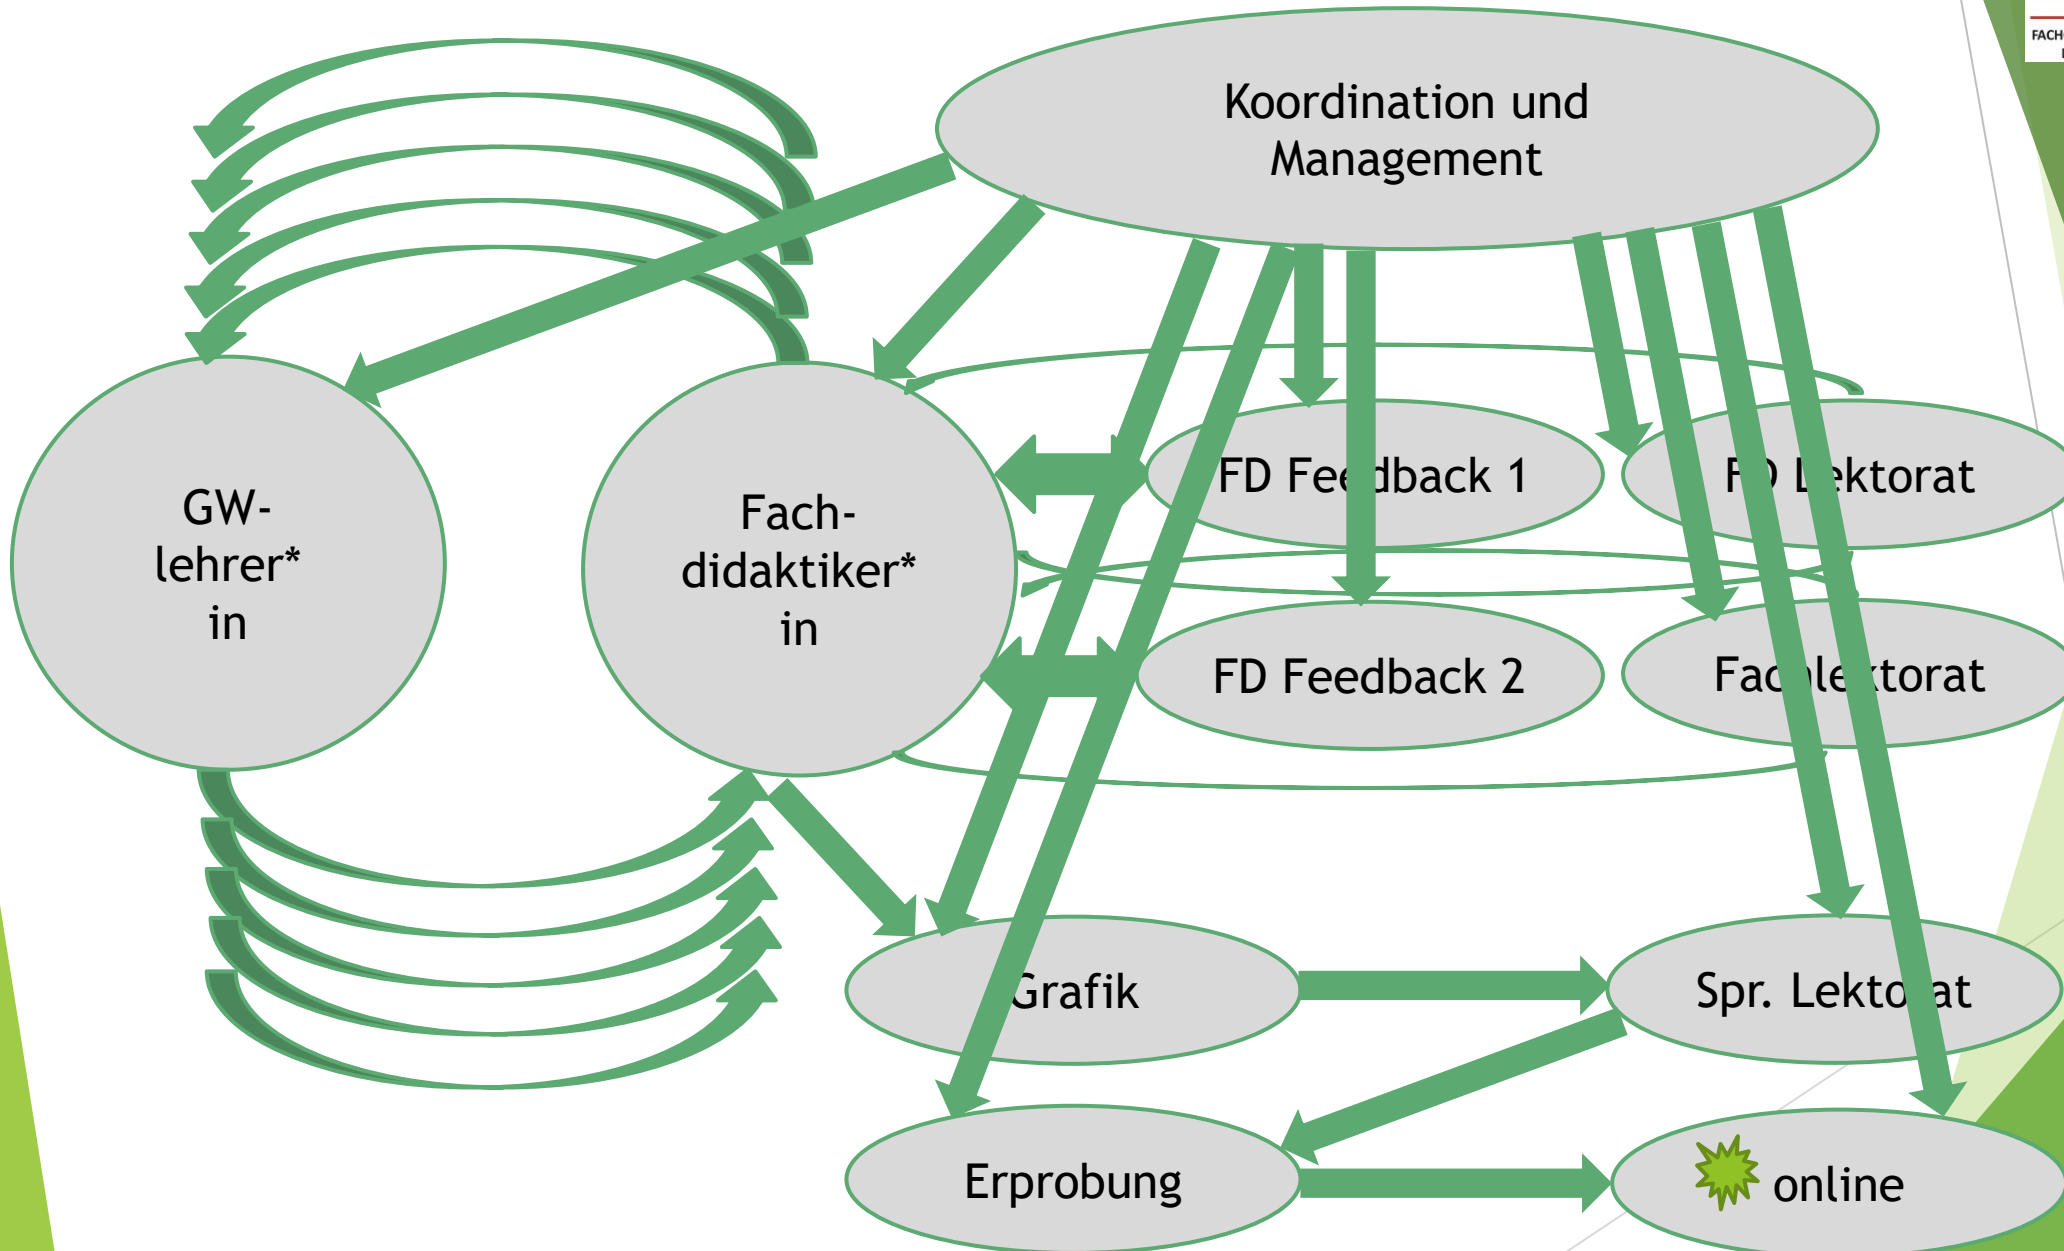 Koordination und
Management
GW-
lehrer*
in
Fach-
didaktiker*
in
FD Feedback 1
FD Lektorat
FD Feedback 2
Fachlektorat
Grafik
Spr. Lektorat
Erprobung
online